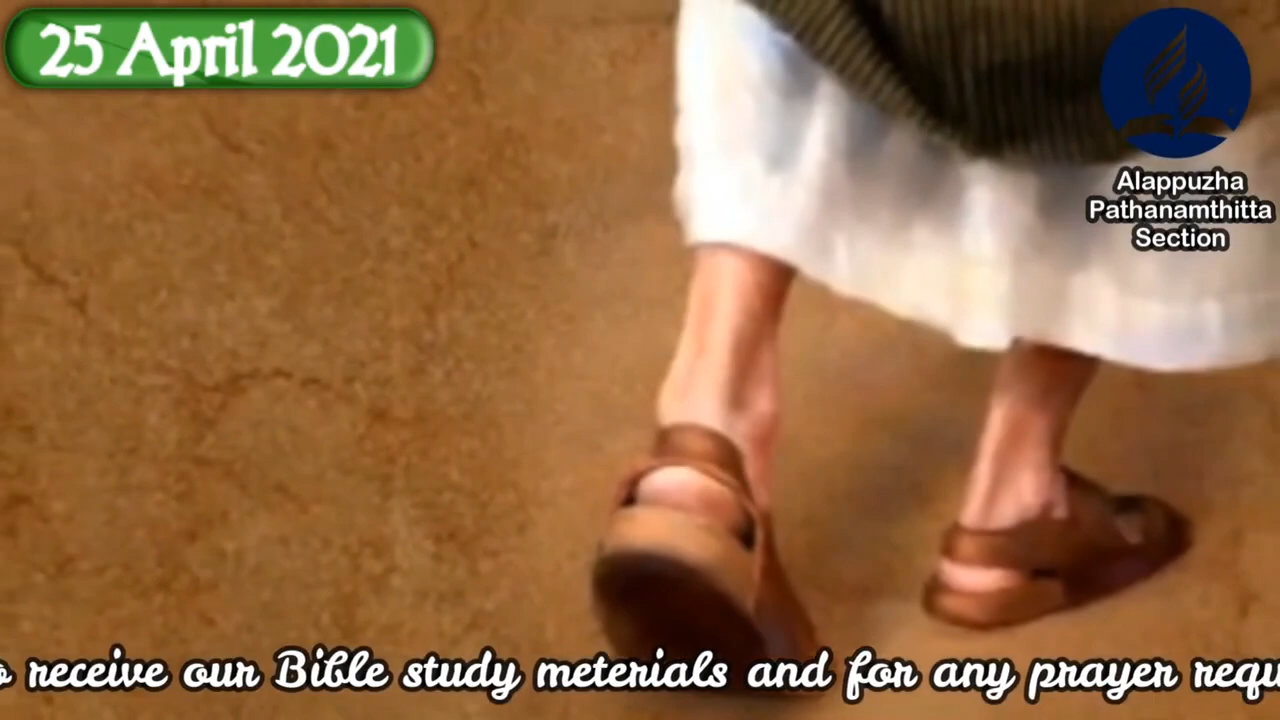 25 April 2021
Alappuzha
Pathanamthitta
Section
receive our Bible study meterials and for any prayer